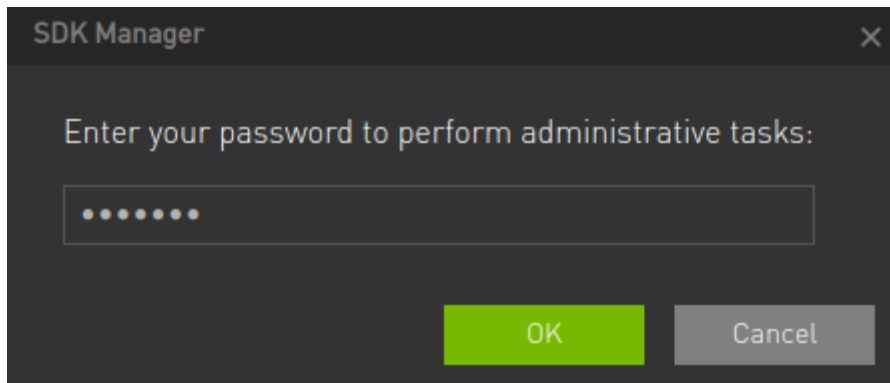 SDK Manager
Enter your password to perform administrative tasks:
•••••••
OK
Cancel